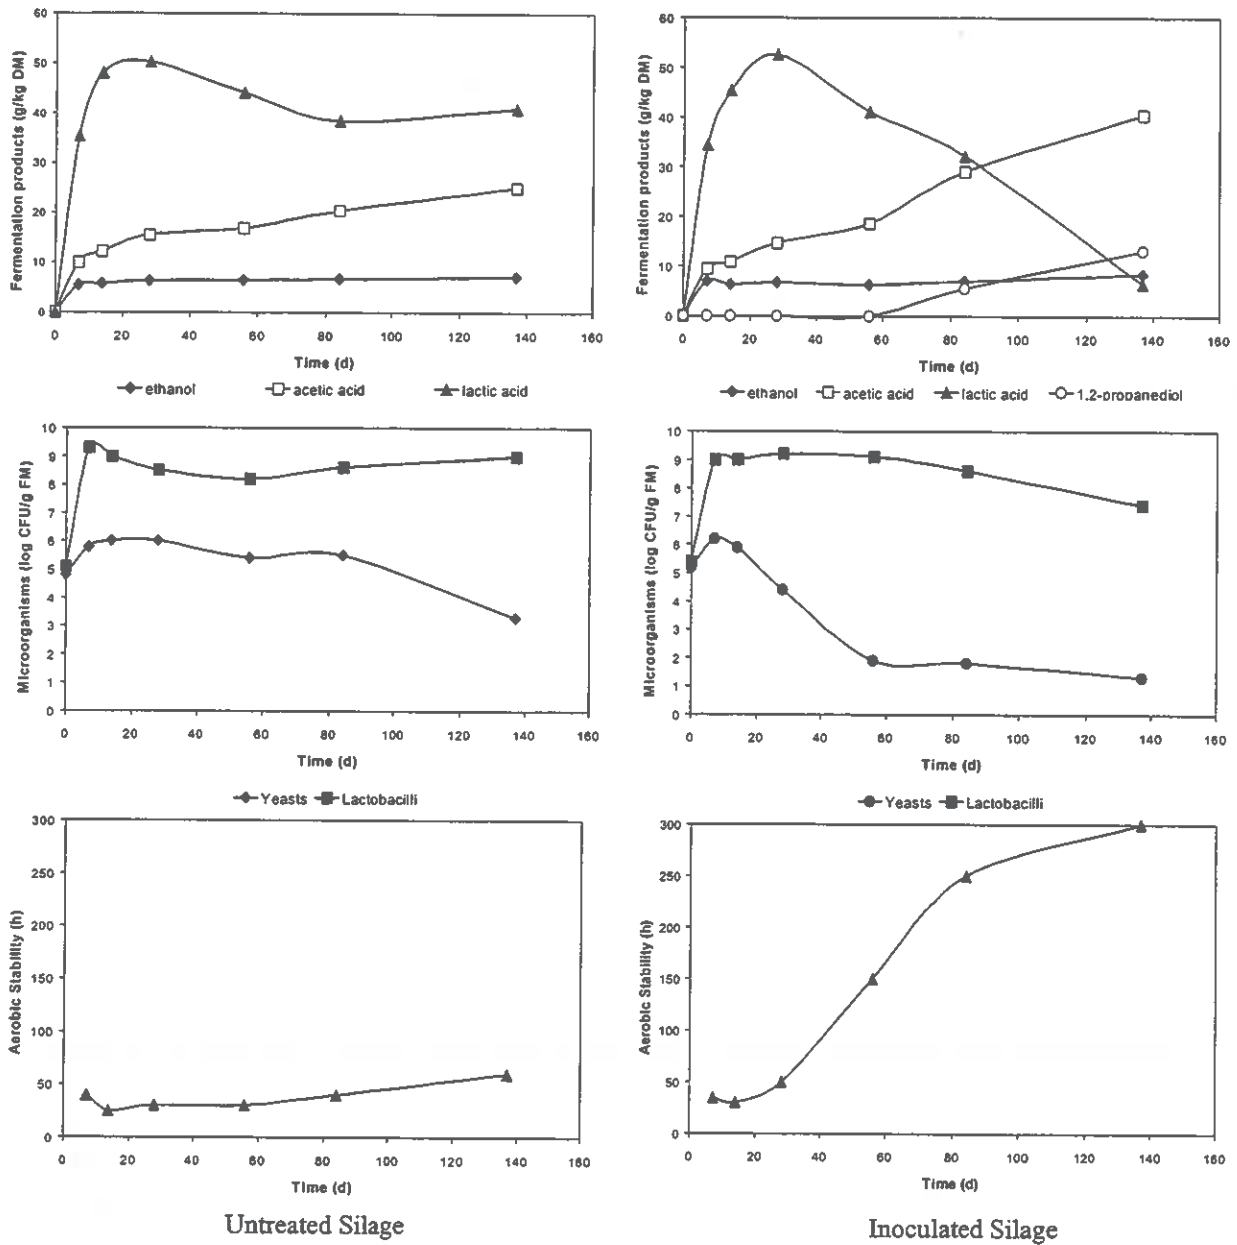 60
50
40
30
20
10
0
Fermentation products (g/kg DM)
0 20 40 60 80 100 120 140 160
Time (d)
ethanol acetic acid lactic acid
60
50
40
30
20
10
0
Fermentation products (g/kg DM)
0 20 40 60 80 100 120 140 160
Time (d)
ethanol acetic acid lactic acid 1,2-propanediol
10
9
8
7
6
5
4
3
2
1
0
Microorganisms (log CFU/g FM)
0 20 40 60 80 100 120 140 160
Time (d)
Yeasts Lactobacilli
10
9
8
7
6
5
4
3
2
1
0
Microorganisms (log CFU/g FM)
0 20 40 60 80 100 120 140 160
Time (d)
Yeasts Lactobacilli
300
250
200
150
100
50
0
Aerobic Stability (h)
0 20 40 60 80 100 120 140 160
Time (d)
Untreated Silage
300
250
200
150
100
50
0
Aerobic Stability (h)
0 20 40 60 80 100 120 140 160
Time (d)
Inoculated Silage